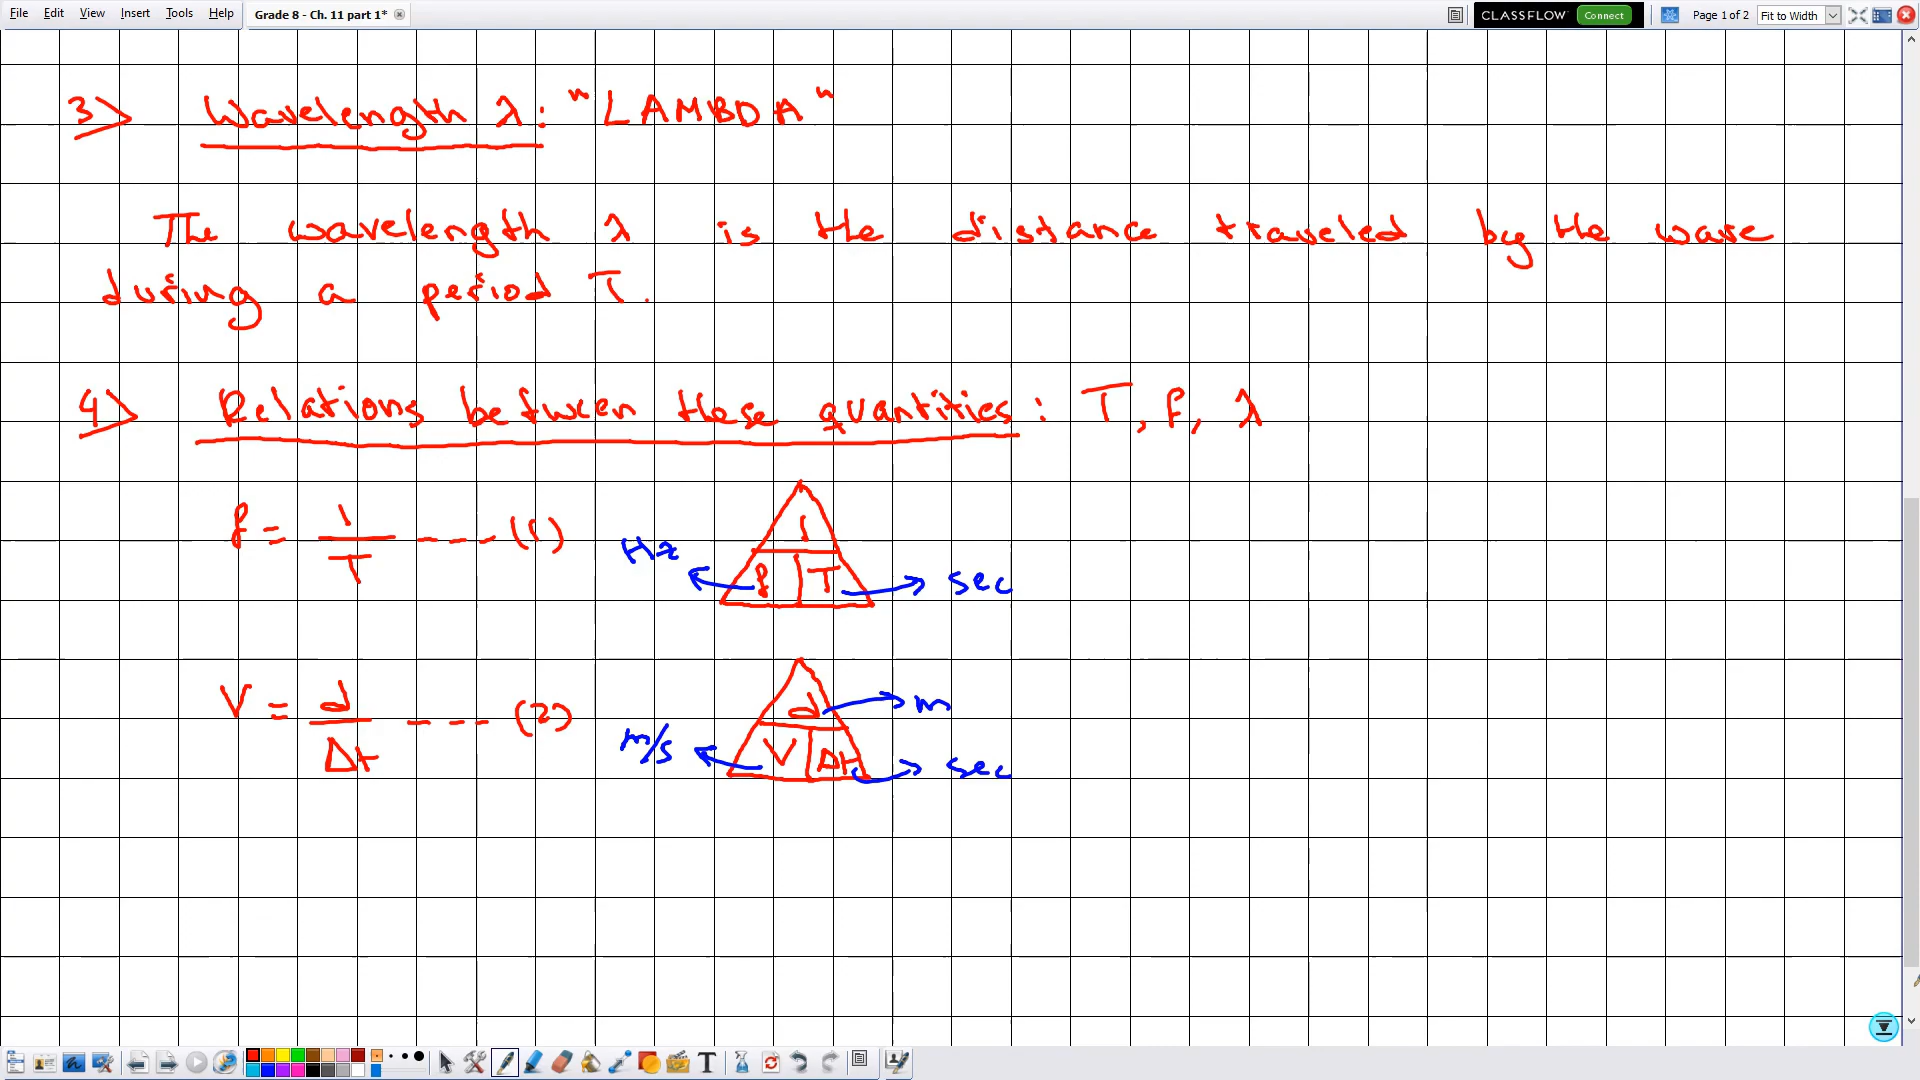 File Edit View Insert Tools Help Grade 8 - Ch. 11 part 1* CLASSFLOW Connect Page 1 of 2 Fit to Width
3> Wavelength λ: "LAMBDA"
The wavelength λ is the distance traveled by the wave
during a period T.
4> Relations between these quantities: T, f, λ
f = 1/T ---- (1)
1
Hz f T sec
V = d/Δt ---- (2)
d m
m/s V Δt sec
T